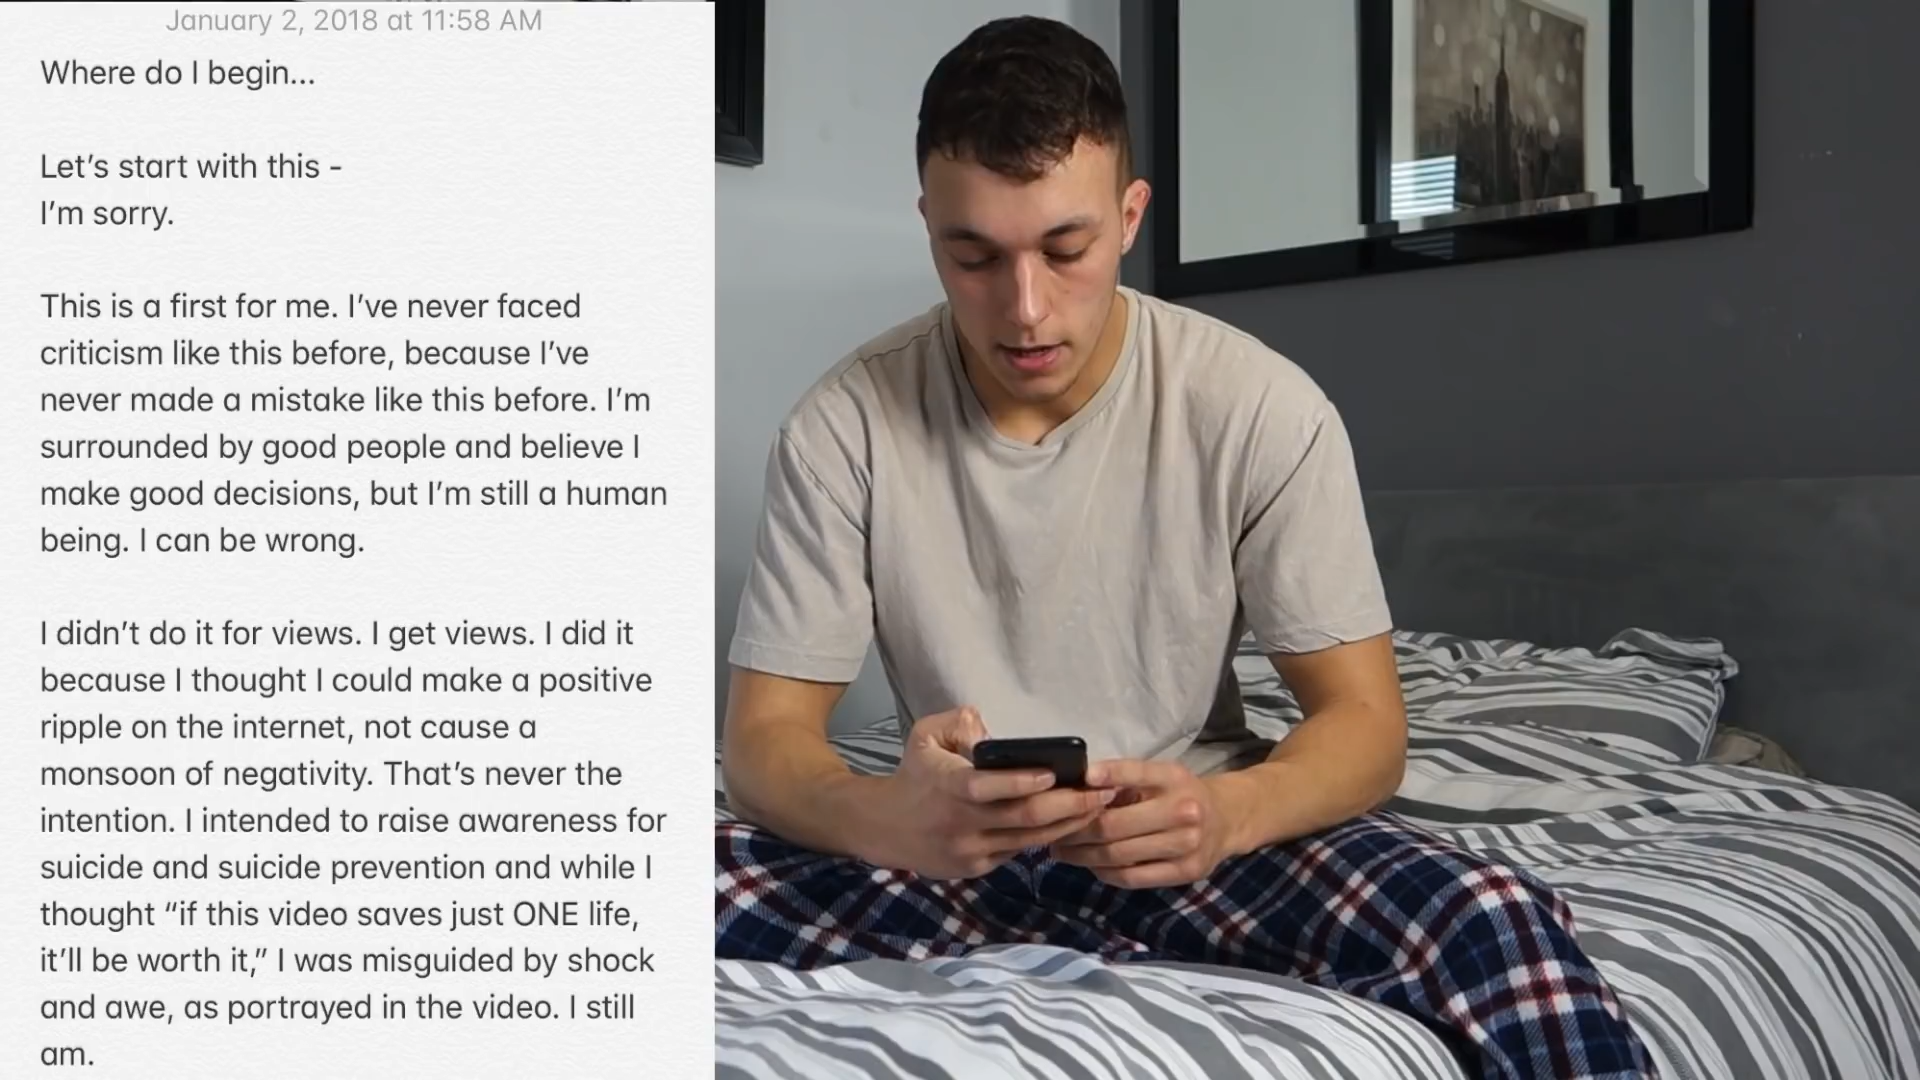 January 2, 2018 at 11:58 AM
Where do I begin...
Let’s start with this -
I’m sorry.
This is a first for me. I’ve never faced
criticism like this before, because I’ve
never made a mistake like this before. I’m
surrounded by good people and believe I
make good decisions, but I’m still a human
being. I can be wrong.
I didn’t do it for views. I get views. I did it
because I thought I could make a positive
ripple on the internet, not cause a
monsoon of negativity. That’s never the
intention. I intended to raise awareness for
suicide and suicide prevention and while I
thought “if this video saves just ONE life,
it’ll be worth it,” I was misguided by shock
and awe, as portrayed in the video. I still
am.